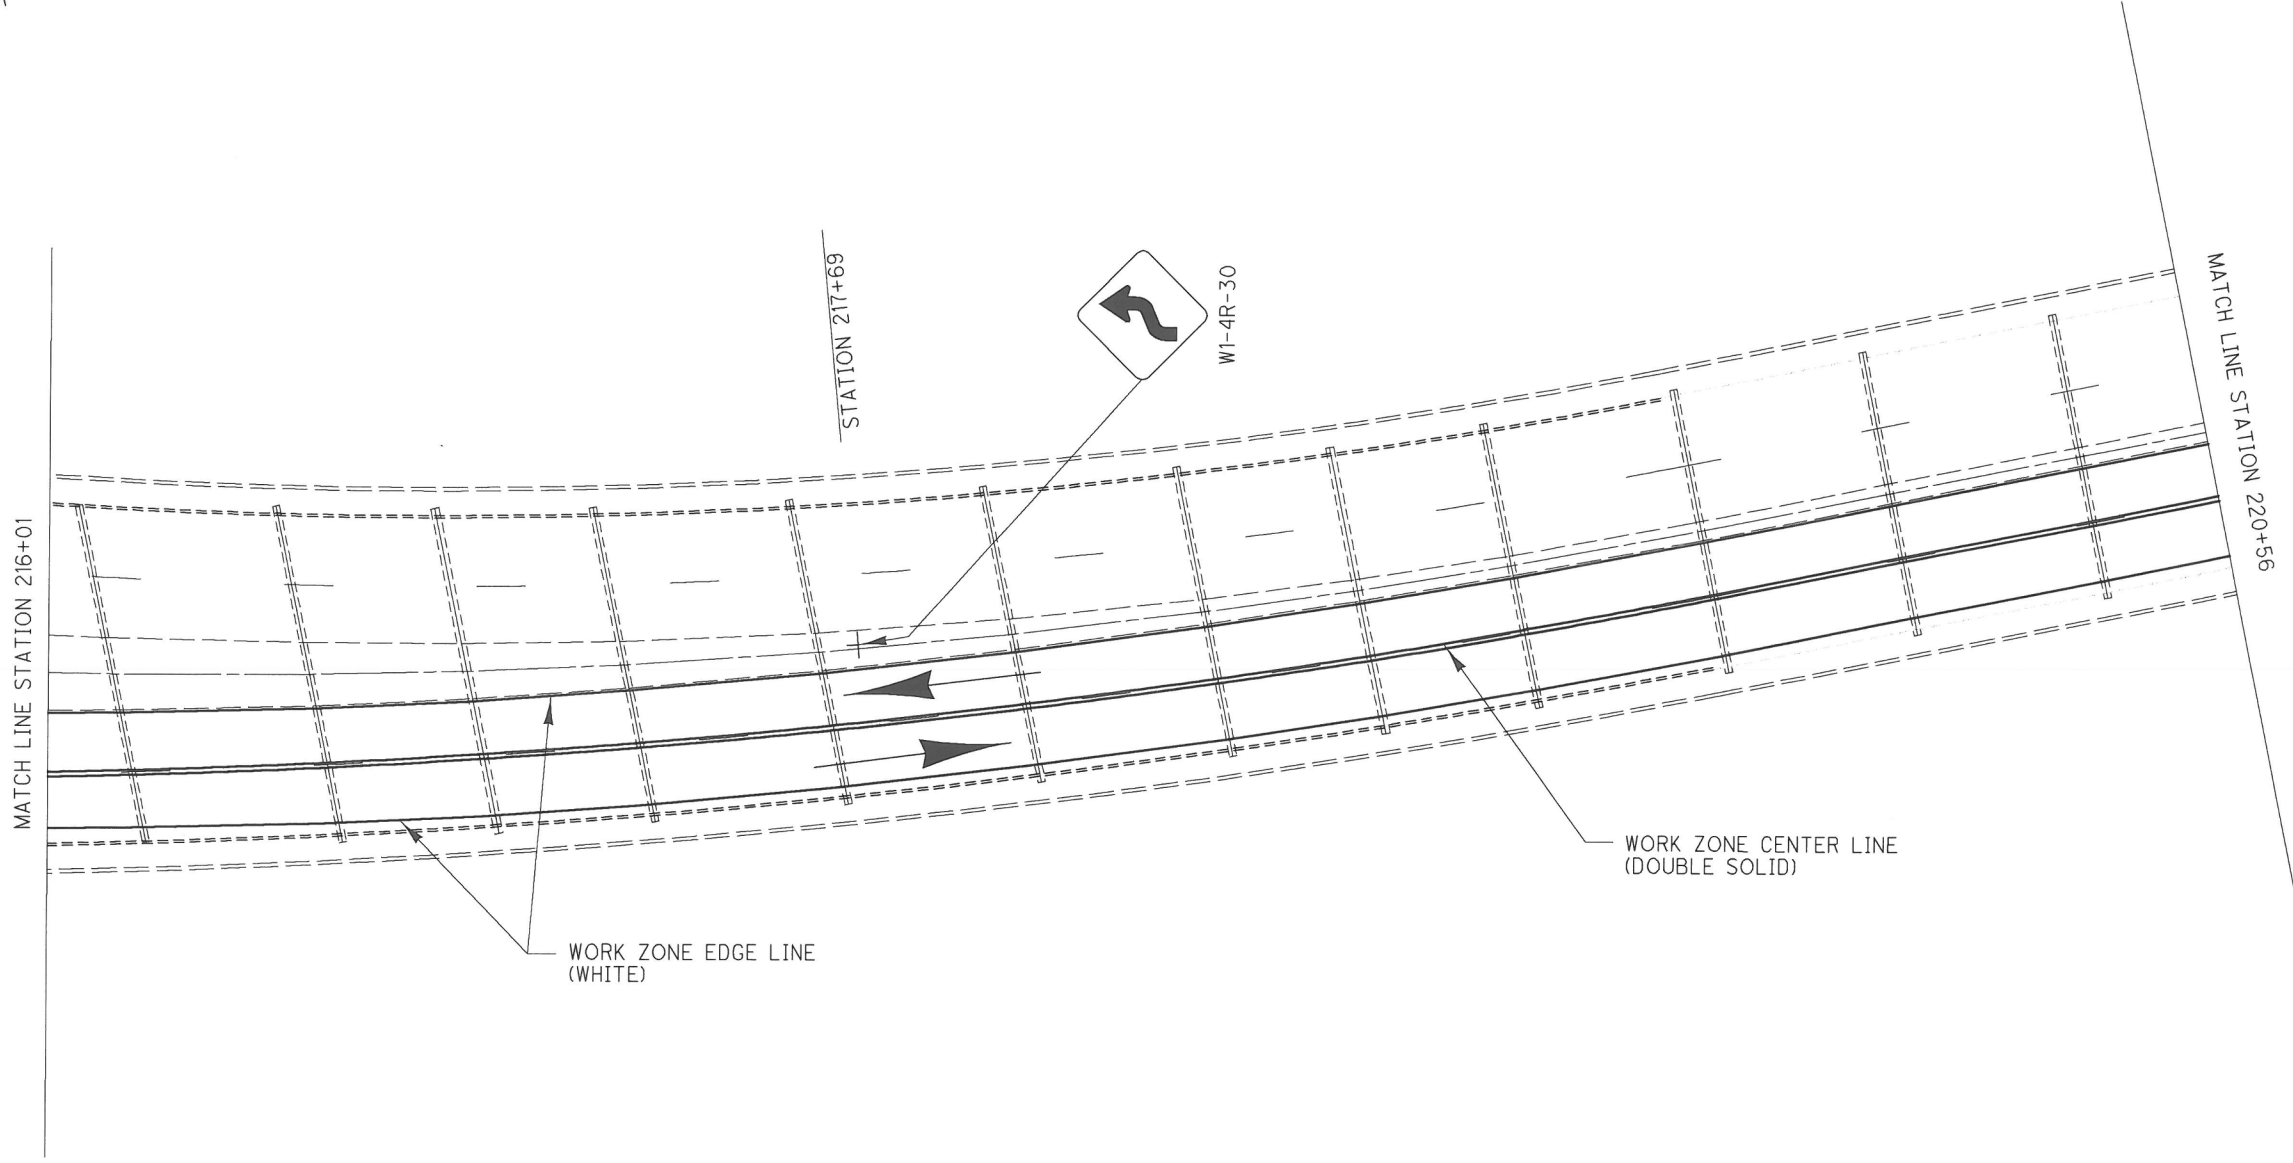 MATCH LINE STATION 216+01
STATION 217+69
W1-4R-30
MATCH LINE STATION 220+56
WORK ZONE CENTER LINE
(DOUBLE SOLID)
WORK ZONE EDGE LINE
(WHITE)